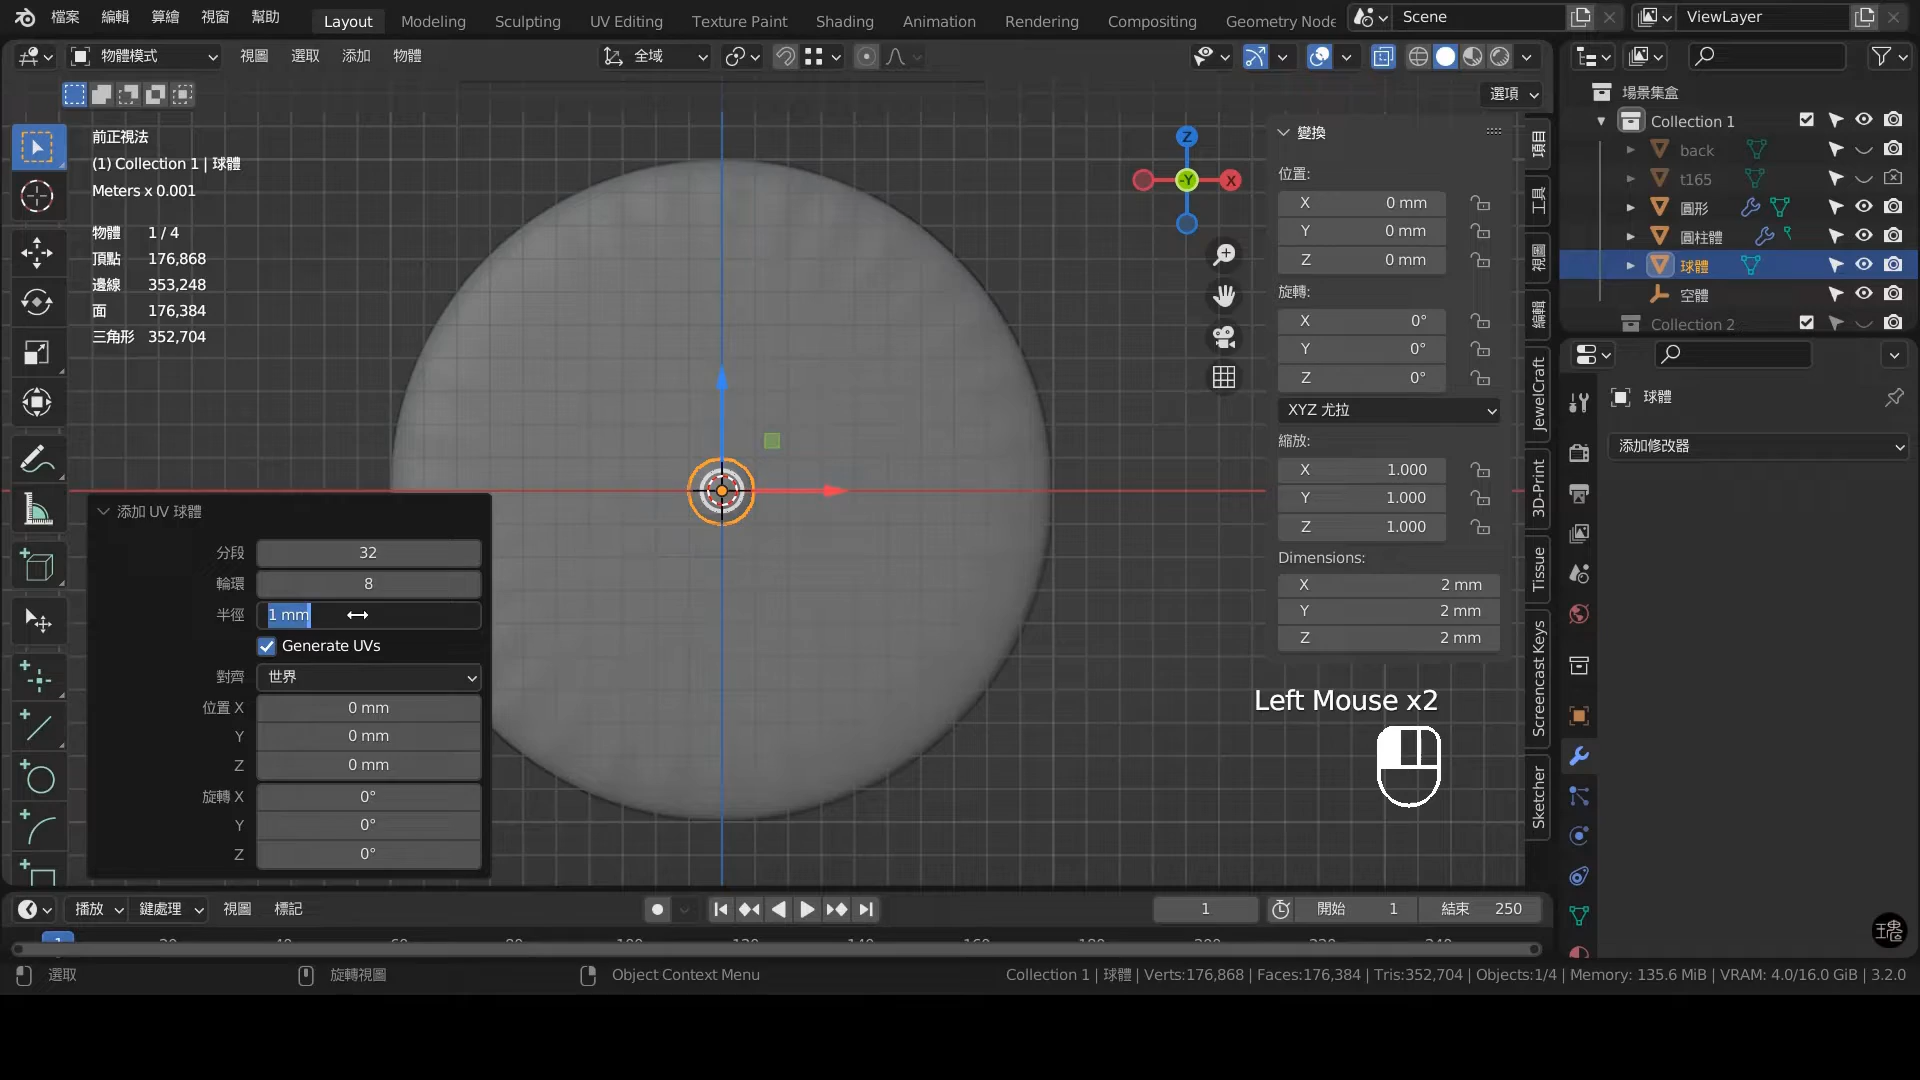 檔案 編輯 算繪 視窗 幫助 Layout Modeling Sculpting UV Editing Texture Paint Shading Animation Rendering Compositing Geometry Node Scene ViewLayer
物體模式 視圖 選取 添加 物體 全域
選項
前正視法
(1) Collection 1 | 球體
Meters x 0.001
物體 1 / 4
頂點 176,868
邊線 353,248
面 176,384
三角形 352,704
Z
-Y
X
添加 UV 球體
分段 32
輪環 8
半徑 1 mm
Generate UVs
對齊 世界
位置 X 0 mm
Y 0 mm
Z 0 mm
旋轉 X 0°
Y 0°
Z 0°
變換
位置:
X 0 mm
Y 0 mm
Z 0 mm
旋轉:
X 0°
Y 0°
Z 0°
XYZ 尤拉
縮放:
X 1.000
Y 1.000
Z 1.000
Dimensions:
X 2 mm
Y 2 mm
Z 2 mm
項目
工具
視圖
編輯
JewelCraft
3D-Print
Tissue
Screencast Keys
Sketcher
Left Mouse x2
場景集盒
Collection 1
back
t165
圓形
圓柱體
球體
空體
Collection 2
球體
添加修改器
播放 鍵處理 視圖 標記 1 開始 1 結束 250
1
選取 旋轉視圖 Object Context Menu Collection 1 | 球體 | Verts:176,868 | Faces:176,384 | Tris:352,704 | Objects:1/4 | Memory: 135.6 MiB | VRAM: 4.0/16.0 GiB | 3.2.0